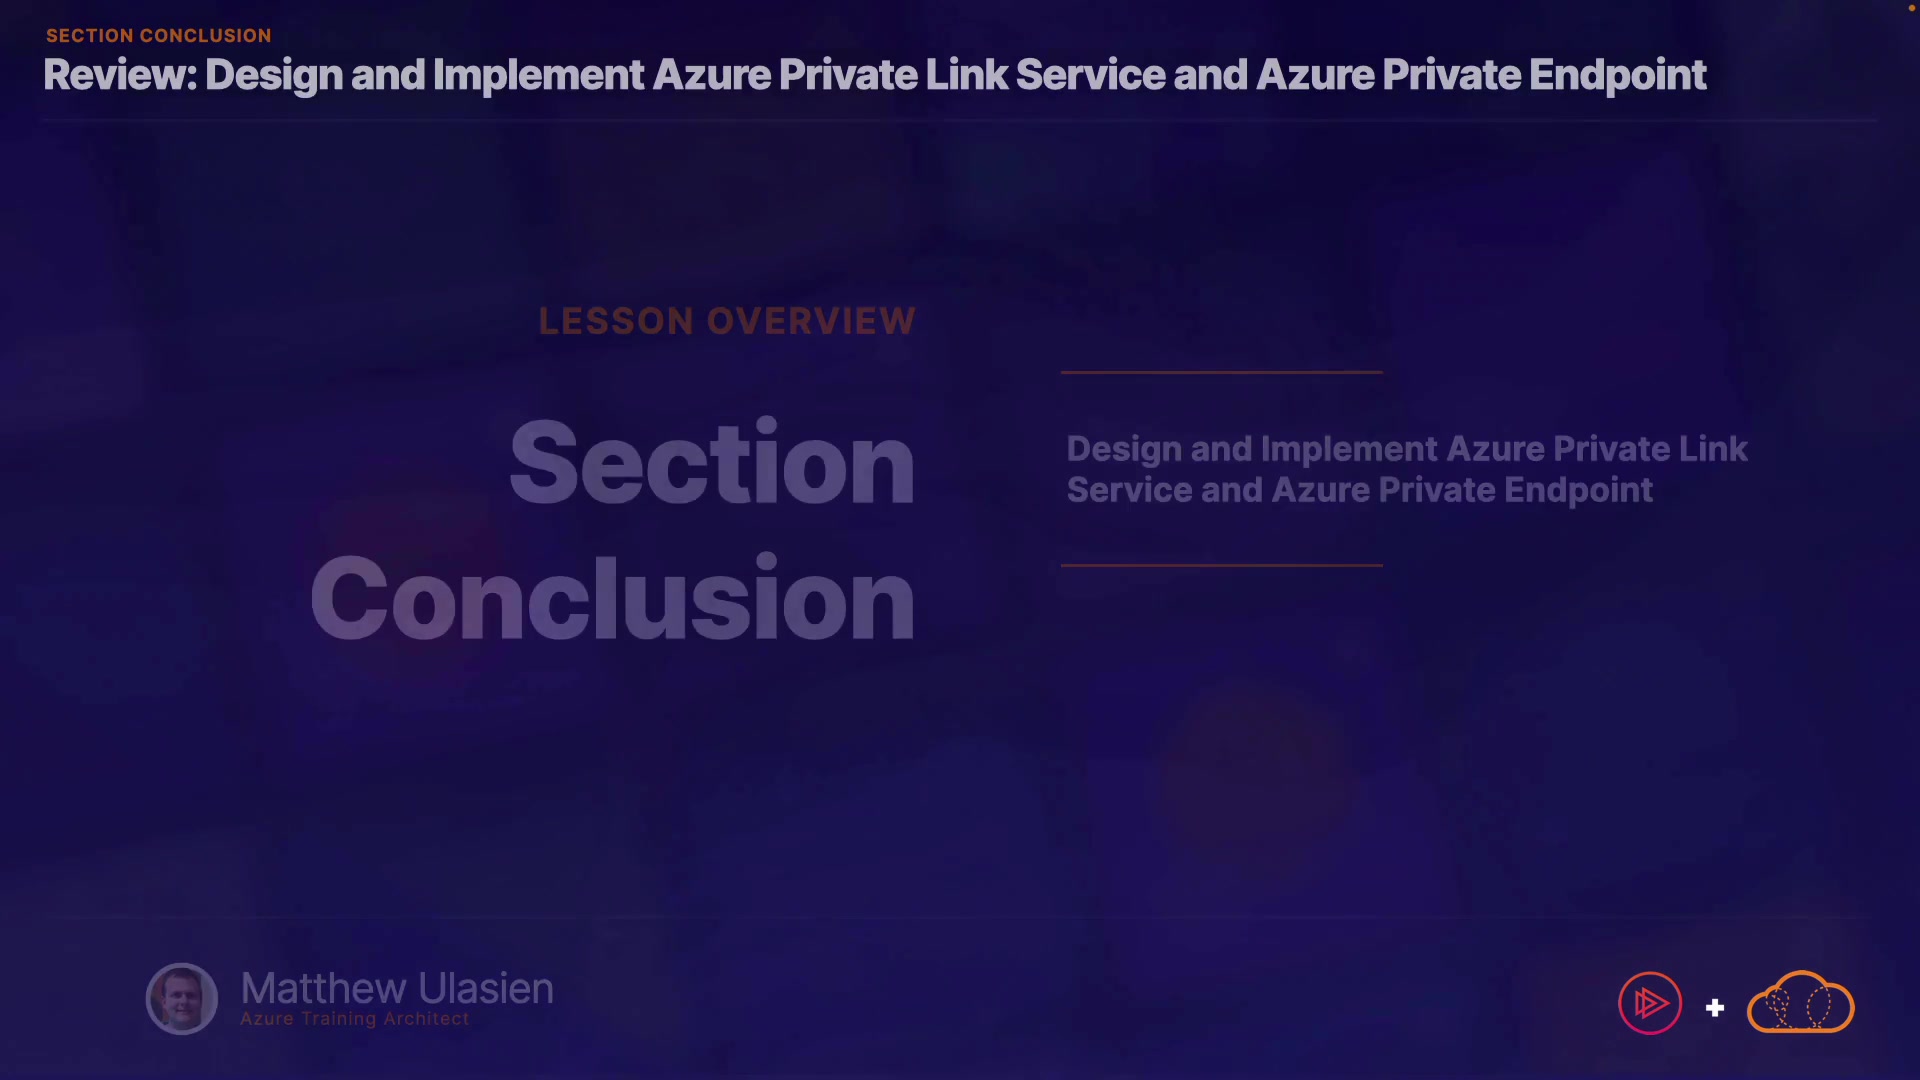 SECTION CONCLUSION
Review: Design and Implement Azure Private Link Service and Azure Private Endpoint
LESSON OVERVIEW
Section
Conclusion
Design and Implement Azure Private Link
Service and Azure Private Endpoint
Matthew Ulasien
Azure Training Architect